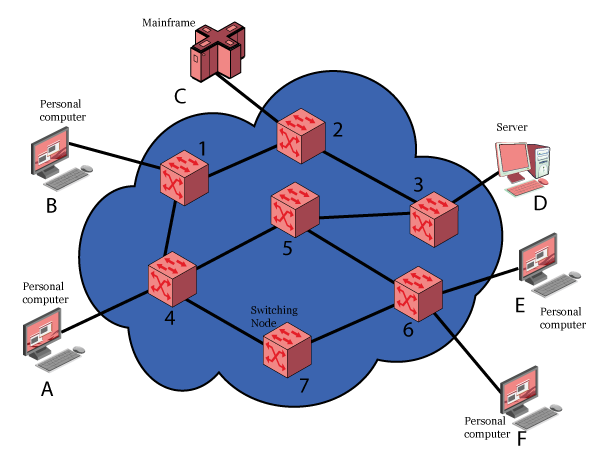 Mainframe
C
Personal
computer
B
1
2
Server
D
3
5
Personal
computer
A
4
Switching
Node
7
6
E
Personal
computer
Personal
computer
F